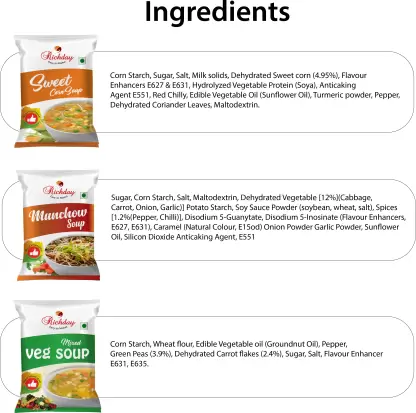 Ingredients
Richday
Sweet
Corn Soup
Corn Starch, Sugar, Salt, Milk solids, Dehydrated Sweet corn (4.95%), Flavour
Enhancers E627 & E631, Hydrolyzed Vegetable Protein (Soya), Anticaking
Agent E551, Red Chilly, Edible Vegetable Oil (Sunflower Oil), Turmeric powder, Pepper,
Dehydrated Coriander Leaves, Maltodextrin.
Richday
Manchow
Soup
Sugar, Corn Starch, Salt, Maltodextrin, Dehydrated Vegetable [12%](Cabbage,
Carrot, Onion, Garlic)] Potato Starch, Soy Sauce Powder (soybean, wheat, salt), Spices
[1.2%(Pepper, Chilli)], Disodium 5-Guanytate, Disodium 5-Inosinate (Flavour Enhancers,
E627, E631), Caramel (Natural Colour, E15od) Onion Powder Garlic Powder, Sunflower
Oil, Silicon Dioxide Anticaking Agent, E551
Richday
Mixed
veg SOUP
Corn Starch, Wheat flour, Edible Vegetable oil (Groundnut Oil), Pepper,
Green Peas (3.9%), Dehydrated Carrot flakes (2.4%), Sugar, Salt, Flavour Enhancer
E631, E635.